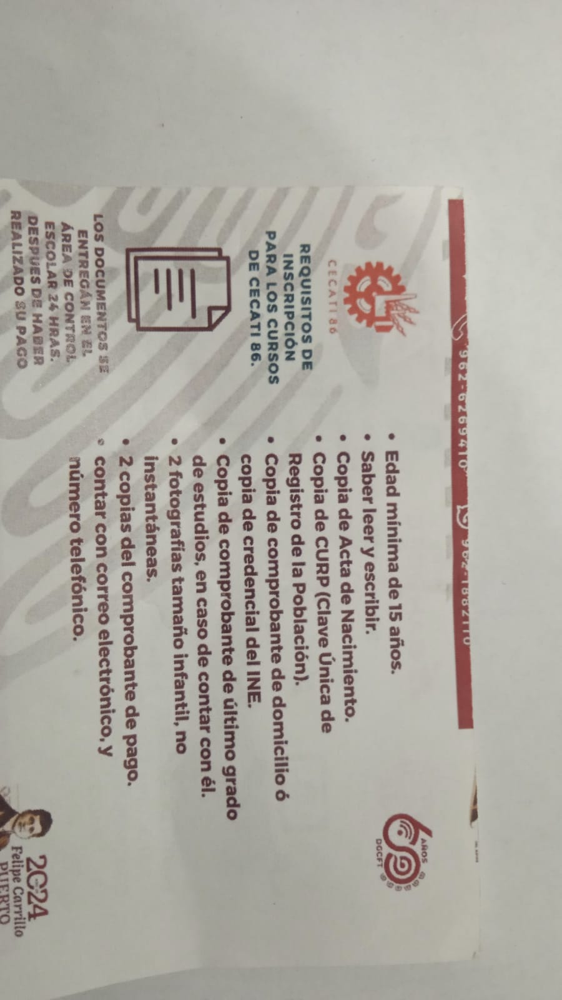 962-6269410 962-1882110
CECATI 86
REQUISITOS DE
INSCRIPCIÓN
PARA LOS CURSOS
DE CECATI 86.
LOS DOCUMENTOS SE
ENTREGÁN EN EL
ÁREA DE CONTROL
ESCOLAR 24 HRAS.
DESPUES DE HABER
REALIZADO SU PAGO
• Edad mínima de 15 años.
• Saber leer y escribir.
• Copia de Acta de Nacimiento.
• Copia de CURP (Clave Única de
Registro de la Población).
• Copia de comprobante de domicilio ó
copia de credencial del INE.
• Copia de comprobante de último grado
de estudios, en caso de contar con él.
• 2 fotografías tamaño infantil, no
instantáneas.
• 2 copias del comprobante de pago.
• contar con correo electrónico, y
número telefónico.
60
AÑOS
DGCFT
2024
Felipe Carrillo
PUERTO